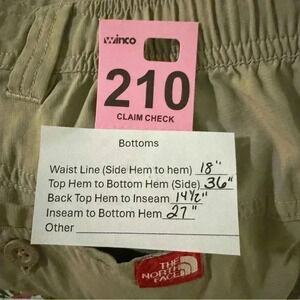 winco
210
CLAIM CHECK
Bottoms
Waist Line (Side Hem to hem) 18"
Top Hem to Bottom Hem (Side) 36"
Back Top Hem to Inseam 14½"
Inseam to Bottom Hem 27"
Other
THE
NORTH
FACE